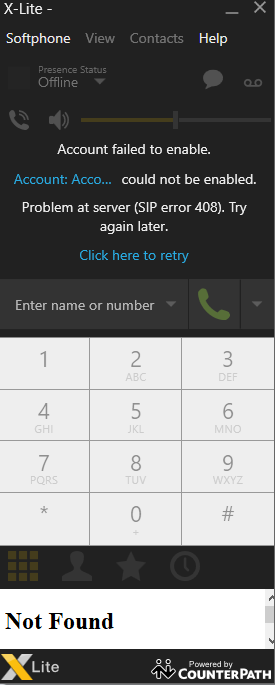 X-Lite -
Softphone View Contacts Help
Presence Status
Offline
Account failed to enable.
Account: Acco... could not be enabled.
Problem at server (SIP error 408). Try
again later.
Click here to retry
Enter name or number
1 2 3
ABC DEF
4 5 6
GHI JKL MNO
7 8 9
PQRS TUV WXYZ
* 0 #
+
Not Found
X Lite
Powered by
COUNTERPATH